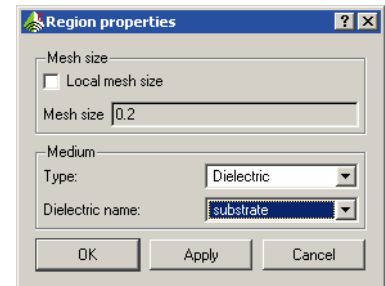 Region properties
Mesh size
Local mesh size
Mesh size 0.2
Medium
Type: Dielectric
Dielectric name: substrate
OK Apply Cancel